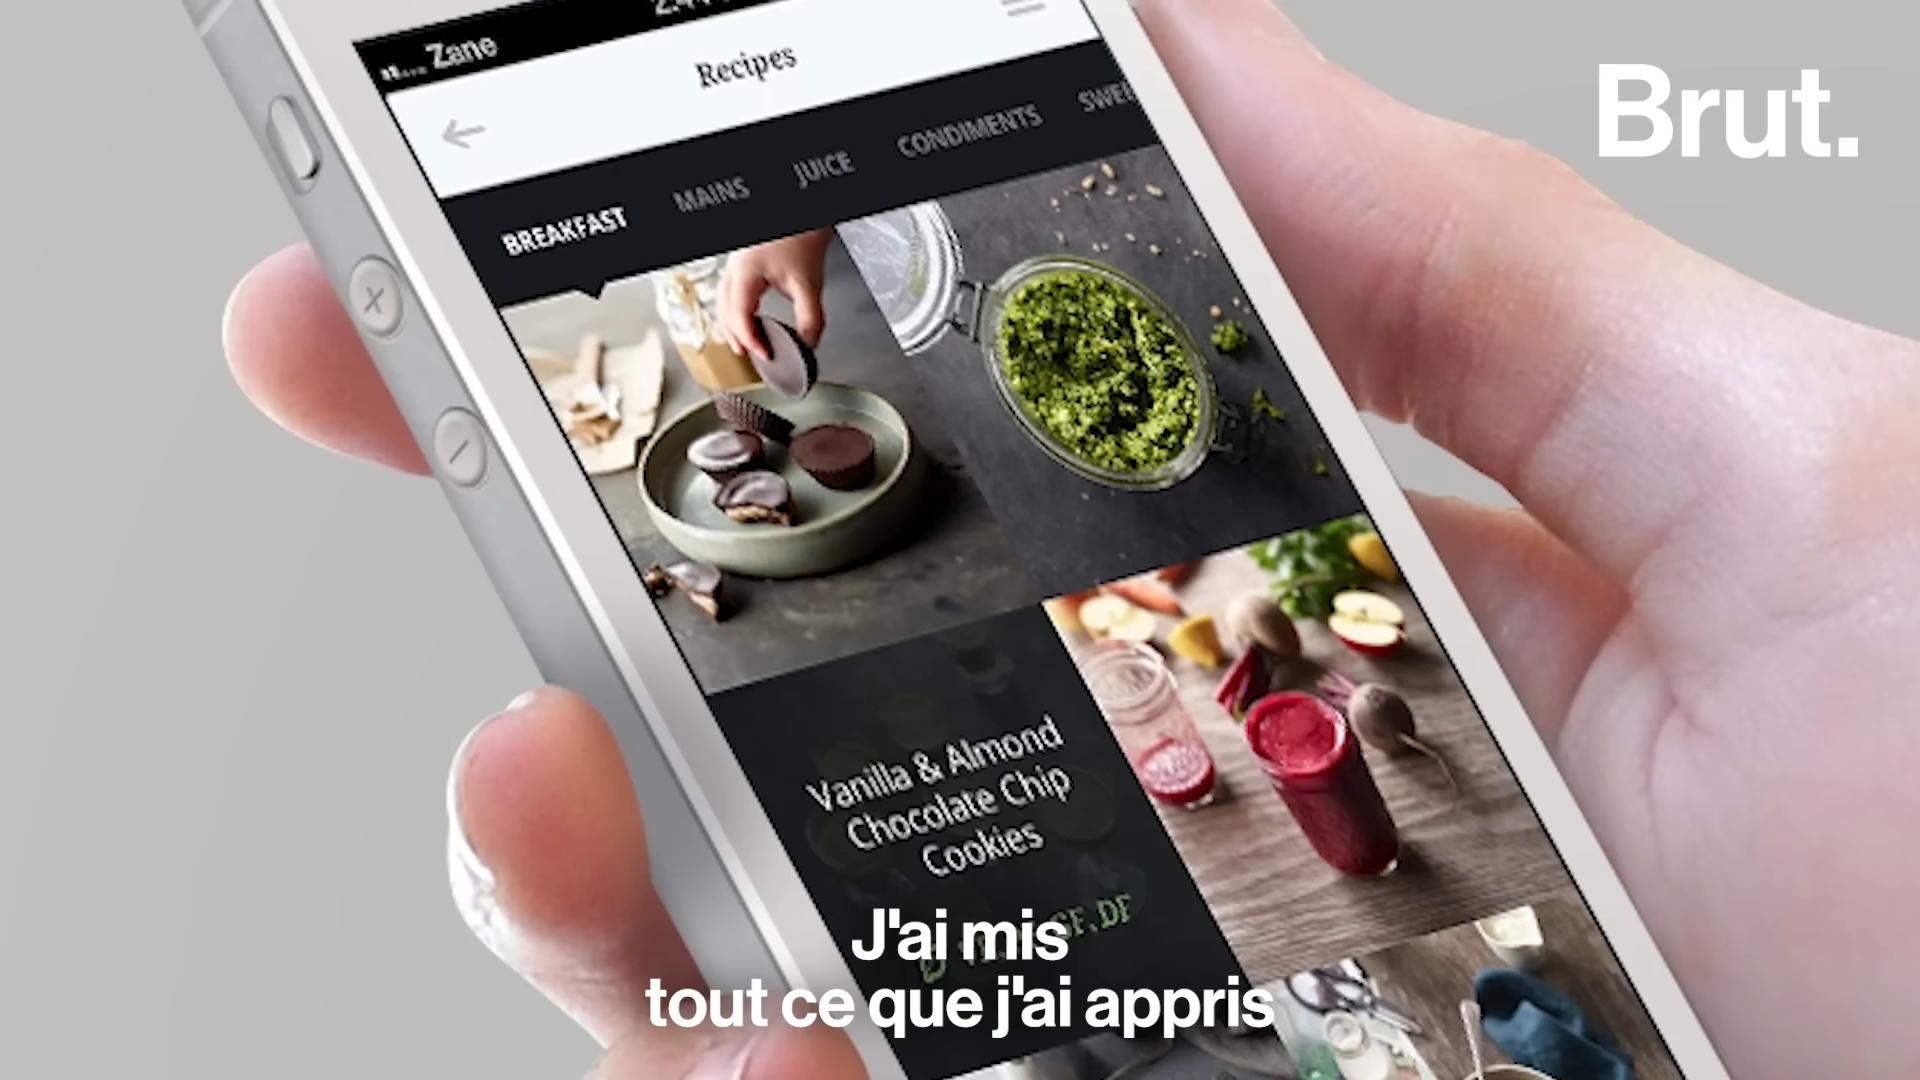 Zane
Recipes
Brut.
BREAKFAST
MAINS
JUICE
CONDIMENTS
Vanilla & Almond
Chocolate Chip
Cookies
J'ai mis
tout ce que j'ai appris